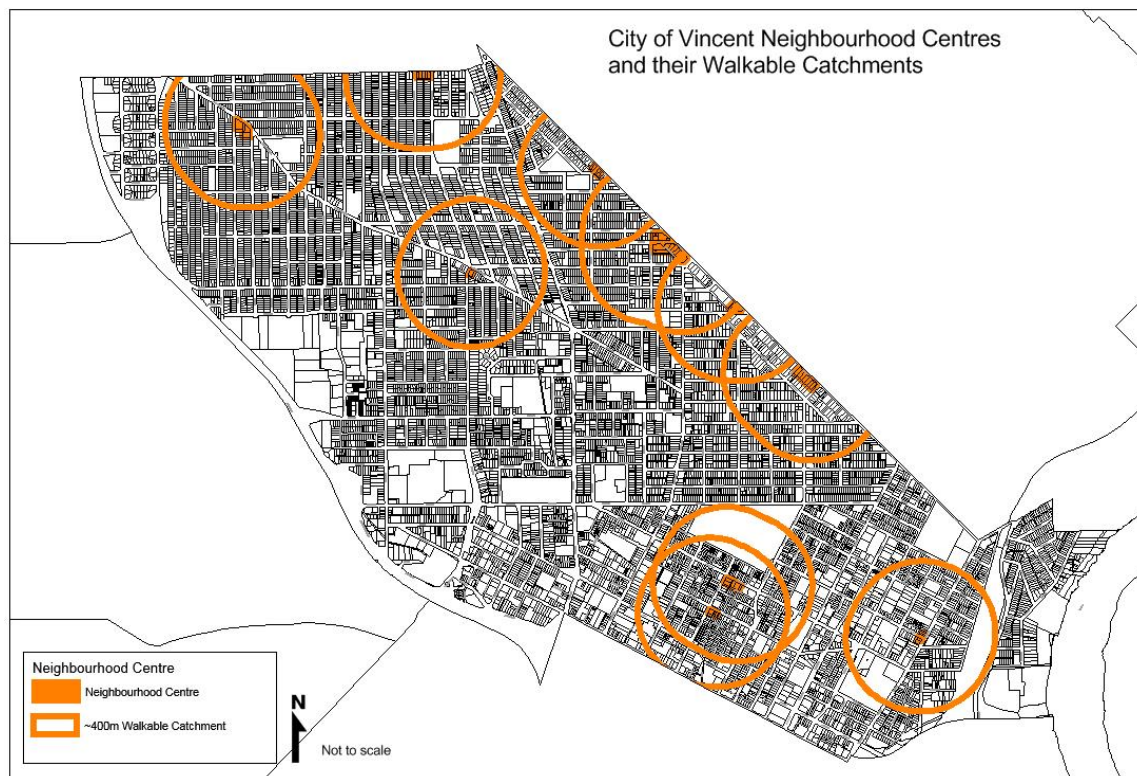 City of Vincent Neighbourhood Centres
and their Walkable Catchments
Neighbourhood Centre
Neighbourhood Centre
~400m Walkable Catchment
N
Not to scale